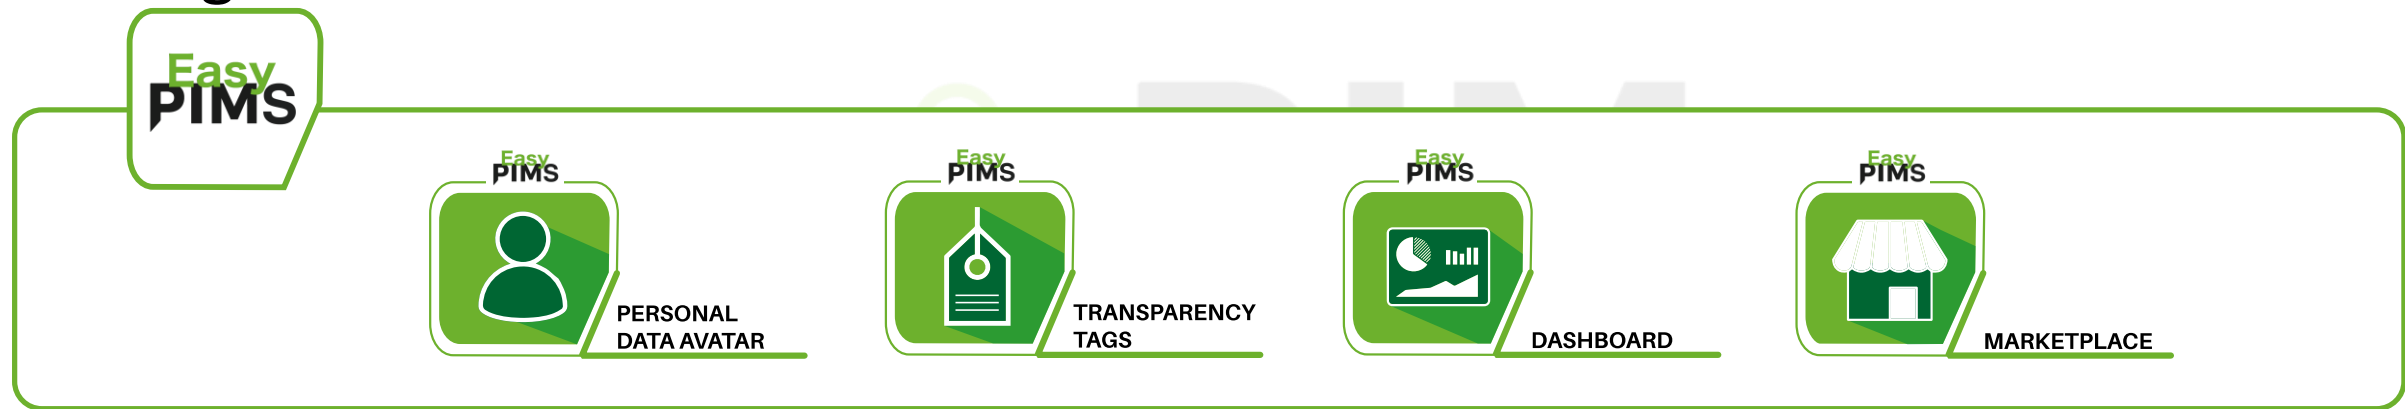 Easy
PIMS
Easy
PIMS
PERSONAL
DATA AVATAR
Easy
PIMS
TRANSPARENCY
TAGS
Easy
PIMS
DASHBOARD
Easy
PIMS
MARKETPLACE